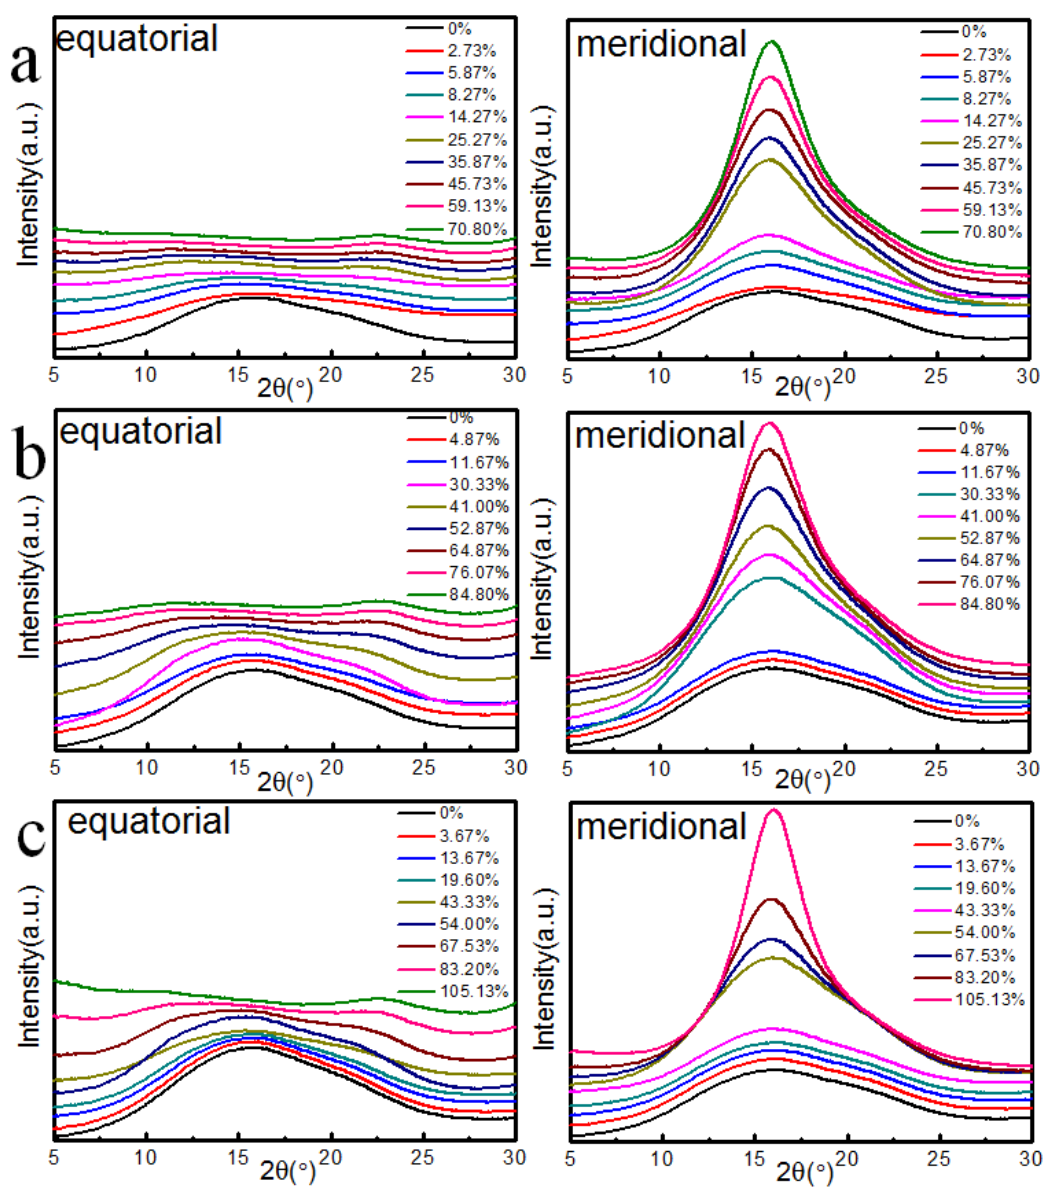 a
equatorial
0%
2.73%
5.87%
8.27%
14.27%
25.27%
35.87%
45.73%
59.13%
70.80%
Intensity(a.u.)
5 10 15 20 25 30
2θ(°)
meridional
0%
2.73%
5.87%
8.27%
14.27%
25.27%
35.87%
45.73%
59.13%
70.80%
Intensity(a.u.)
5 10 15 20 25 30
2θ(°)
b
equatorial
0%
4.87%
11.67%
30.33%
41.00%
52.87%
64.87%
76.07%
84.80%
Intensity(a.u.)
5 10 15 20 25 30
2θ(°)
meridional
0%
4.87%
11.67%
30.33%
41.00%
52.87%
64.87%
76.07%
84.80%
Intensity(a.u.)
5 10 15 20 25 30
2θ(°)
c
equatorial
0%
3.67%
13.67%
19.60%
43.33%
54.00%
67.53%
83.20%
105.13%
Intensity(a.u.)
5 10 15 20 25 30
2θ(°)
meridional
0%
3.67%
13.67%
19.60%
43.33%
54.00%
67.53%
83.20%
105.13%
Intensity(a.u.)
5 10 15 20 25 30
2θ(°)